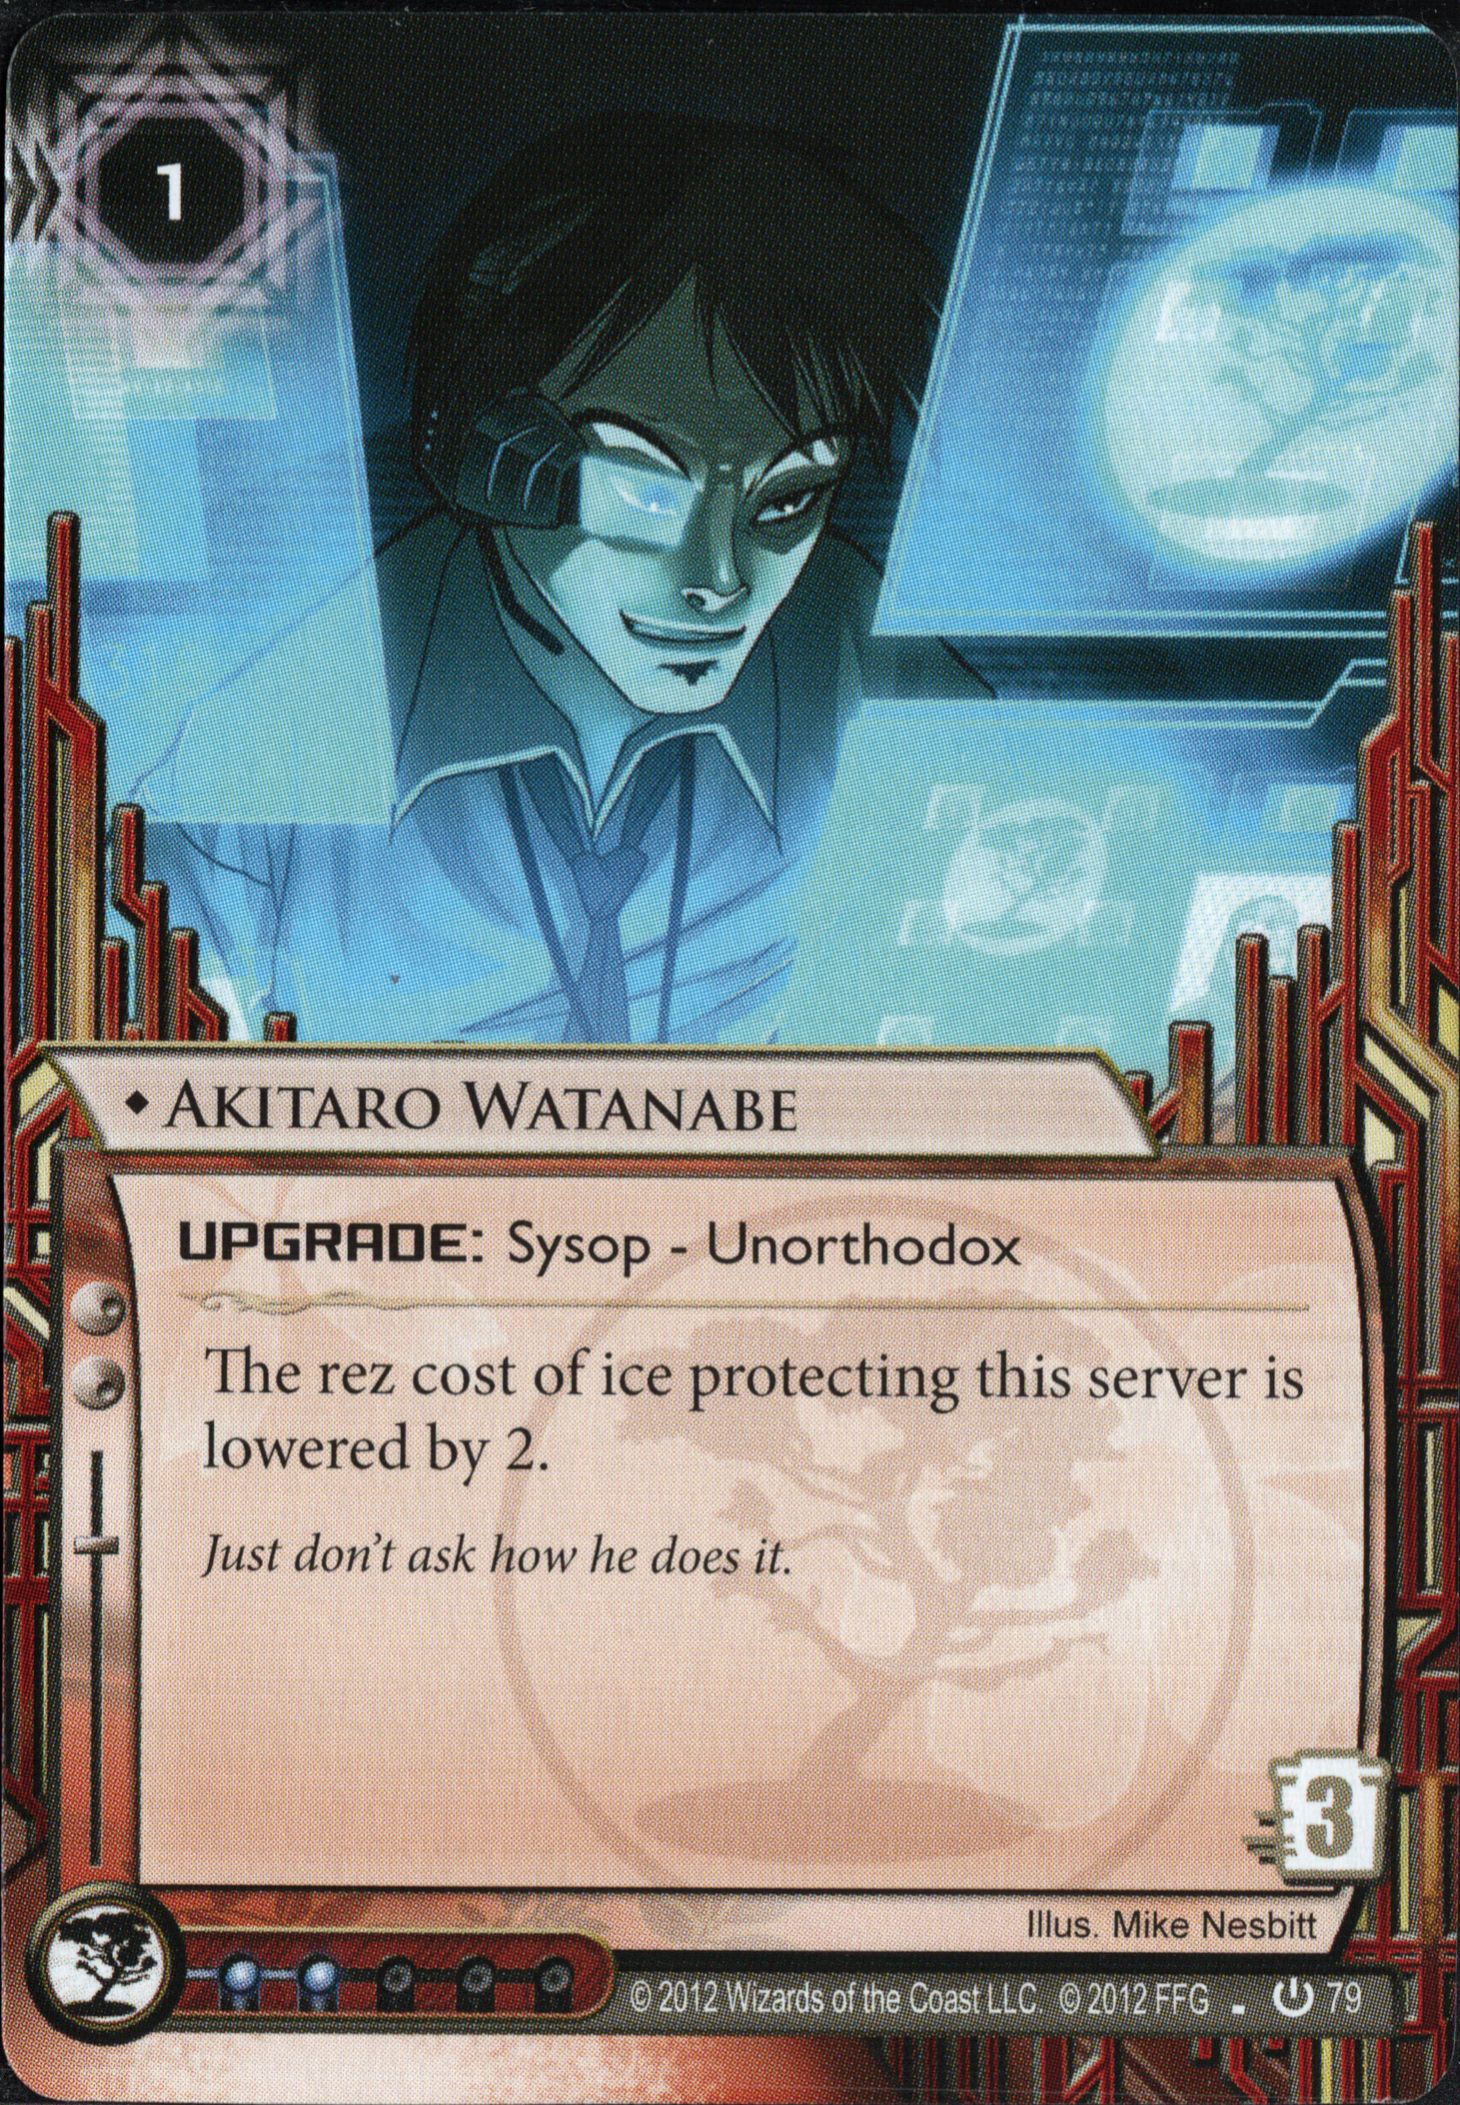 1
◆ AKITARO WATANABE
UPGRADE: Sysop - Unorthodox
The rez cost of ice protecting this server is
lowered by 2.
Just don't ask how he does it.
3
Illus. Mike Nesbitt
© 2012 Wizards of the Coast LLC. © 2012 FFG 79